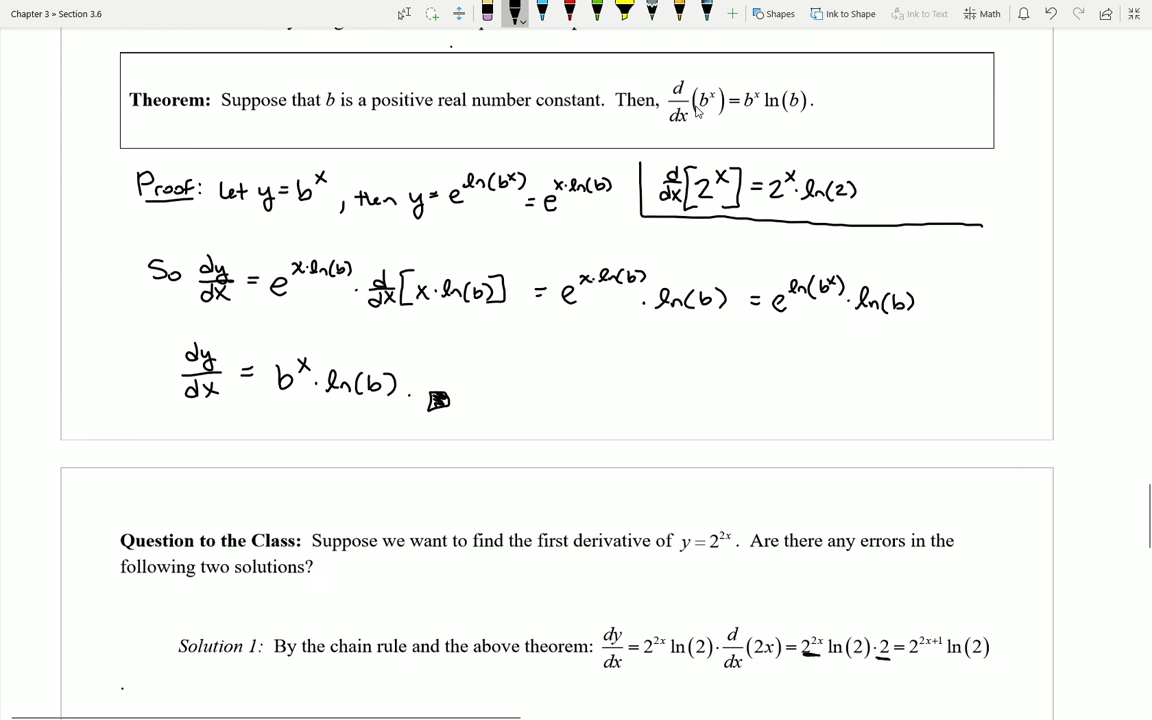 Chapter 3 » Section 3.6
Shapes Ink to Shape Ink to Text Math
Theorem: Suppose that b is a positive real number constant. Then, d/dx (b^x) = b^x ln(b).
Proof: Let y = b^x, then y = e^{ln(b^x)} = e^{x·ln(b)}
d/dx [2^x] = 2^x · ln(2)
So dy/dx = e^{x·ln(b)} · d/dx [x·ln(b)] = e^{x·ln(b)} · ln(b) = e^{ln(b^x)} · ln(b)
dy/dx = b^x · ln(b).
Question to the Class: Suppose we want to find the first derivative of y = 2^{2x}. Are there any errors in the
following two solutions?
Solution 1: By the chain rule and the above theorem: dy/dx = 2^{2x} ln(2) · d/dx (2x) = 2^{2x} ln(2) · 2 = 2^{2x+1} ln(2)